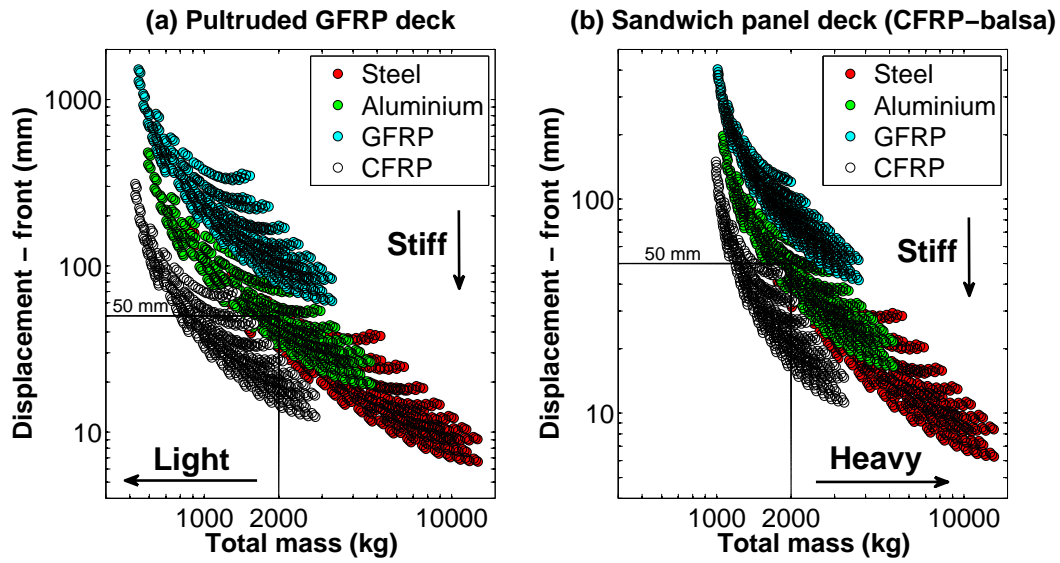 (a) Pultruded GFRP deck
Displacement − front (mm)
1000
100
10
Steel
Aluminium
GFRP
CFRP
Stiff
50 mm
Light
1000
2000
10000
Total mass (kg)
(b) Sandwich panel deck (CFRP−balsa)
Displacement − front (mm)
100
10
Steel
Aluminium
GFRP
CFRP
Stiff
50 mm
Heavy
1000
2000
10000
Total mass (kg)